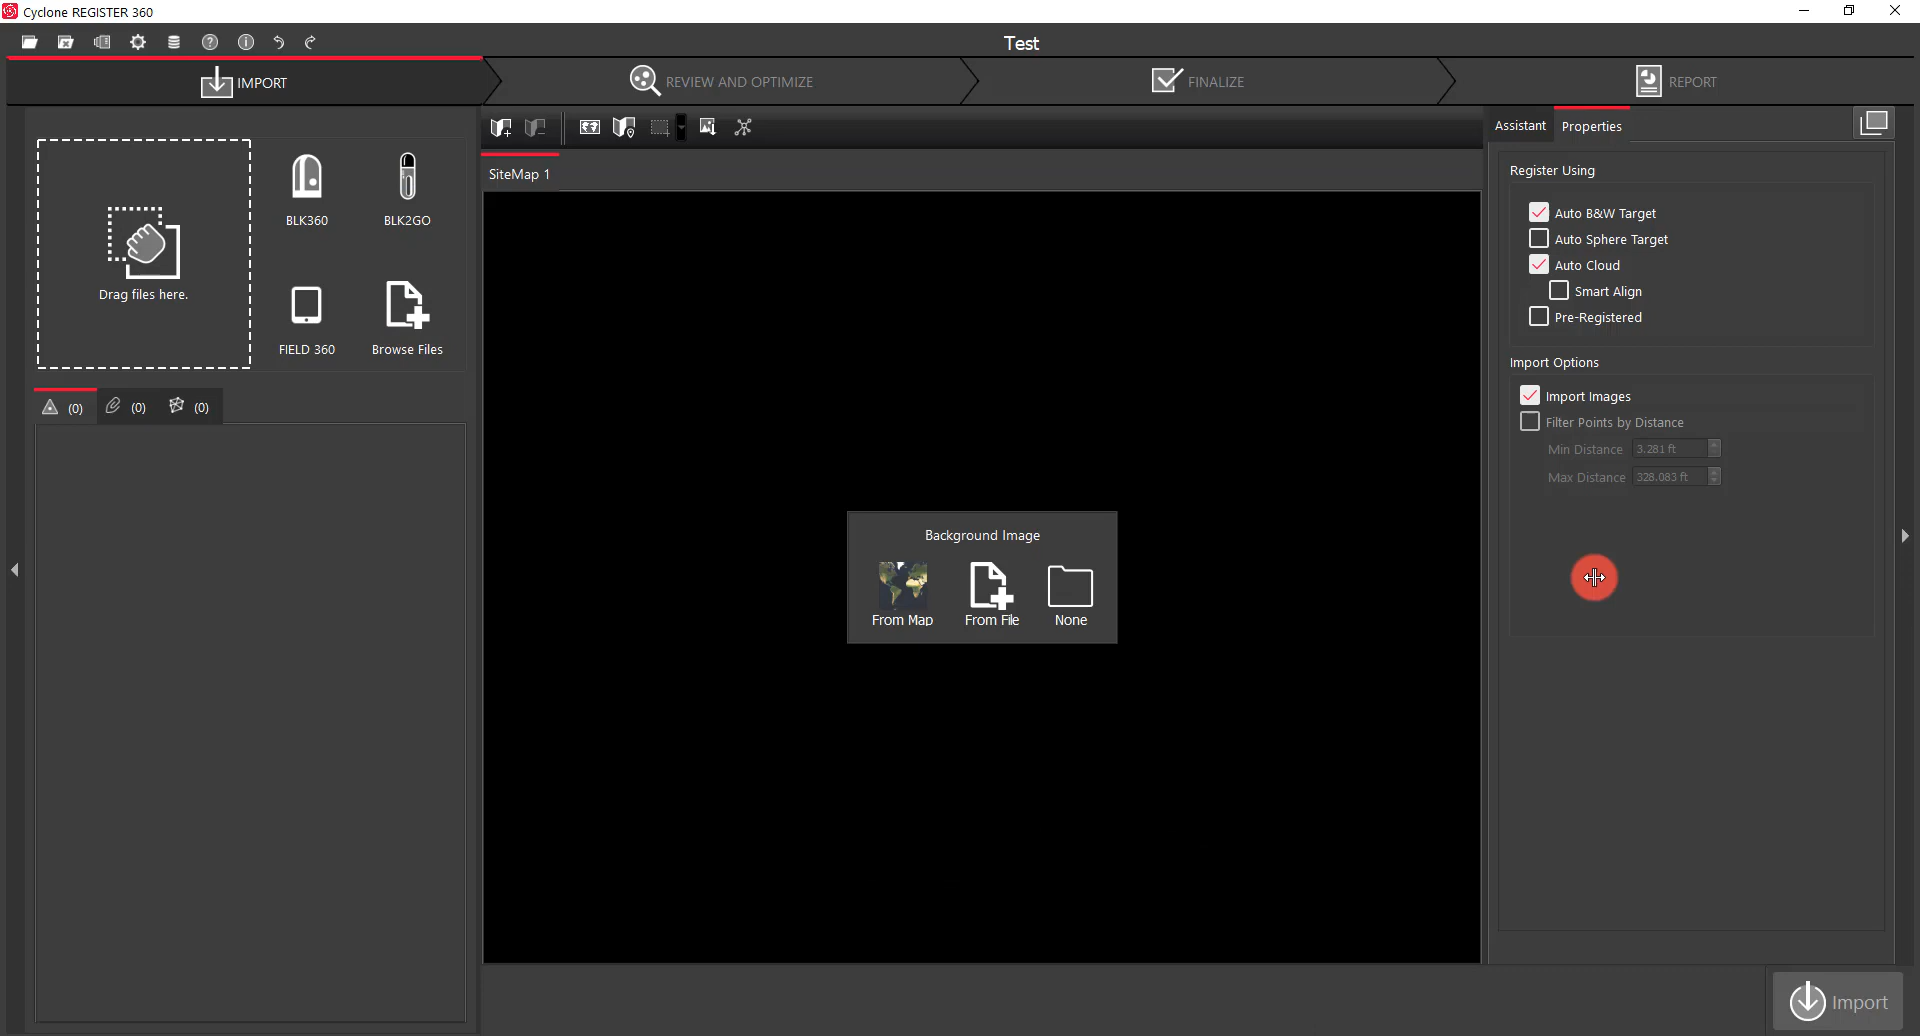 Cyclone REGISTER 360
Test
IMPORT
REVIEW AND OPTIMIZE
FINALIZE
REPORT
Drag files here.
BLK360
BLK2GO
FIELD 360
Browse Files
(0)
(0)
(0)
SiteMap 1
Background Image
From Map
From File
None
Assistant
Properties
Register Using
Auto B&W Target
Auto Sphere Target
Auto Cloud
Smart Align
Pre-Registered
Import Options
Import Images
Filter Points by Distance
Min Distance 3.281 ft
Max Distance 328.083 ft
Import